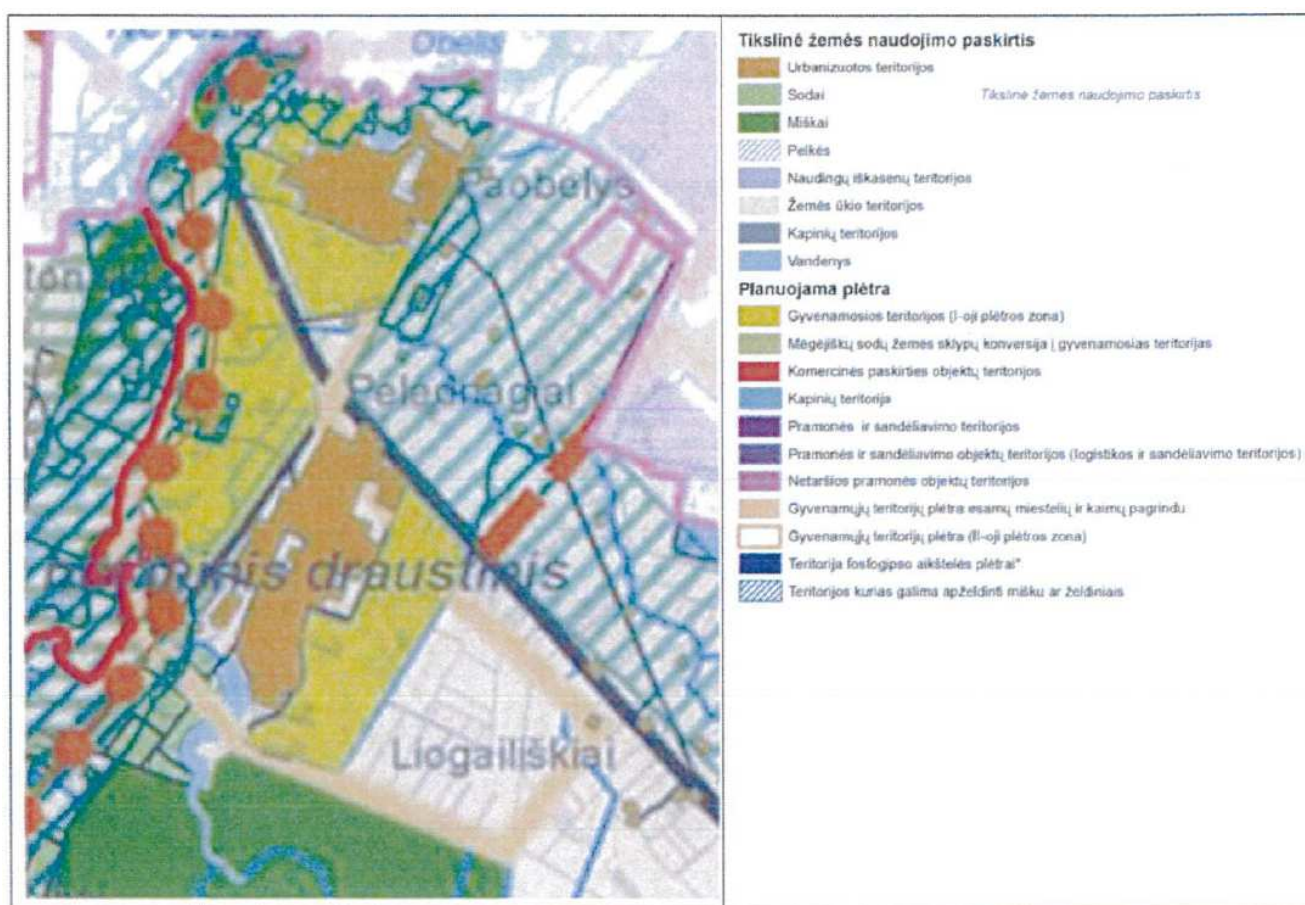 Obelis
Paobelys
Pelednagiai
draustinis
Liogailiškiai
Tikslinė žemės naudojimo paskirtis
Urbanizuotos teritorijos
Sodai
Tikslinė žemės naudojimo paskirtis
Miškai
Pelkės
Naudingų iškasenų teritorijos
Žemės ūkio teritorijos
Kapinių teritorijos
Vandenys
Planuojama plėtra
Gyvenamosios teritorijos (I-oji plėtros zona)
Mėgėjiškų sodų žemės sklypų konversija į gyvenamosias teritorijas
Komercinės paskirties objektų teritorijos
Kapinių teritorija
Pramonės ir sandėliavimo teritorijos
Pramonės ir sandėliavimo objektų teritorijos (logistikos ir sandėliavimo teritorijos)
Netaršios pramonės objektų teritorijos
Gyvenamųjų teritorijų plėtra esamų miestelių ir kaimų pagrindu
Gyvenamųjų teritorijų plėtra (II-oji plėtros zona)
Teritorija fosfogipso aikštelės plėtrai*
Teritorijos kurias galima apželdinti mišku ar želdiniais